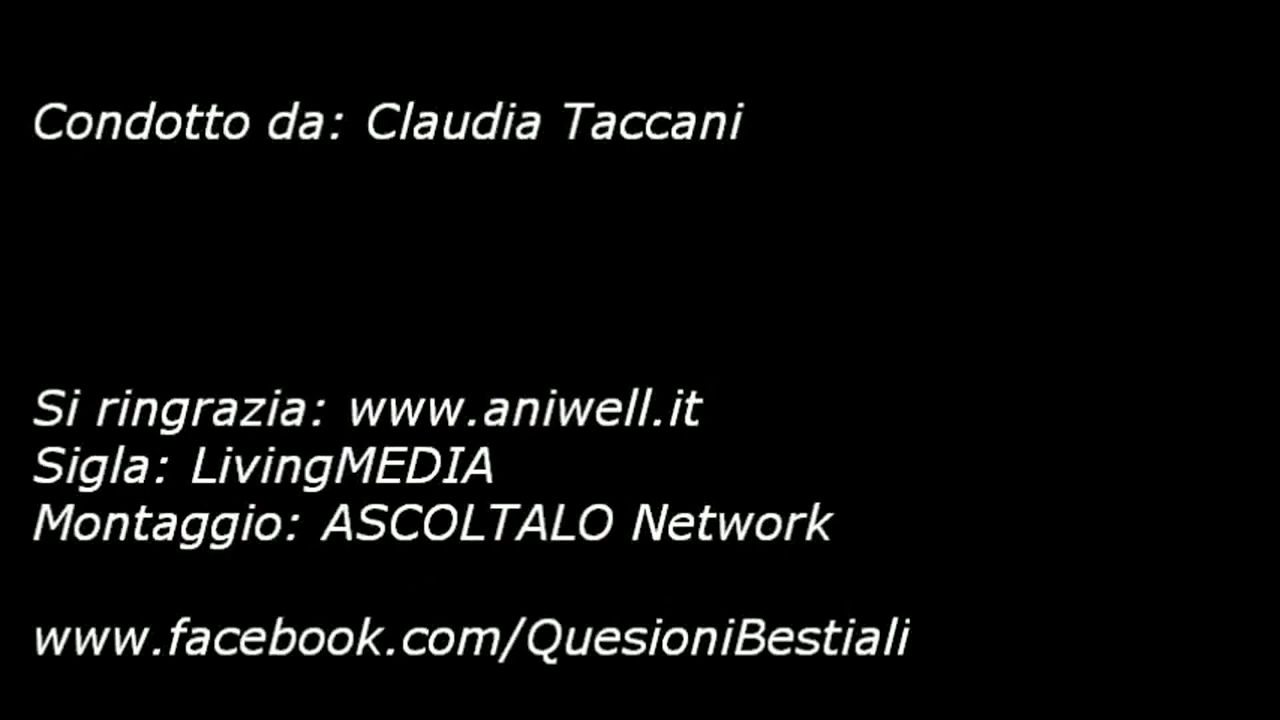 Condotto da: Claudia Taccani
Si ringrazia: www.aniwell.it
Sigla: LivingMEDIA
Montaggio: ASCOLTALO Network
www.facebook.com/QuesioniBestiali